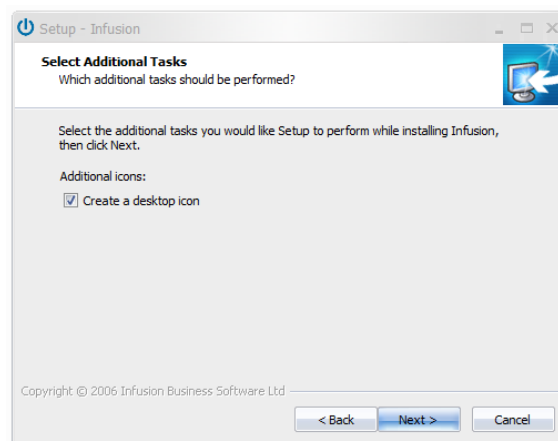 Setup - Infusion
Select Additional Tasks
Which additional tasks should be performed?
Select the additional tasks you would like Setup to perform while installing Infusion,
then click Next.
Additional icons:
Create a desktop icon
Copyright © 2006 Infusion Business Software Ltd
< Back Next > Cancel